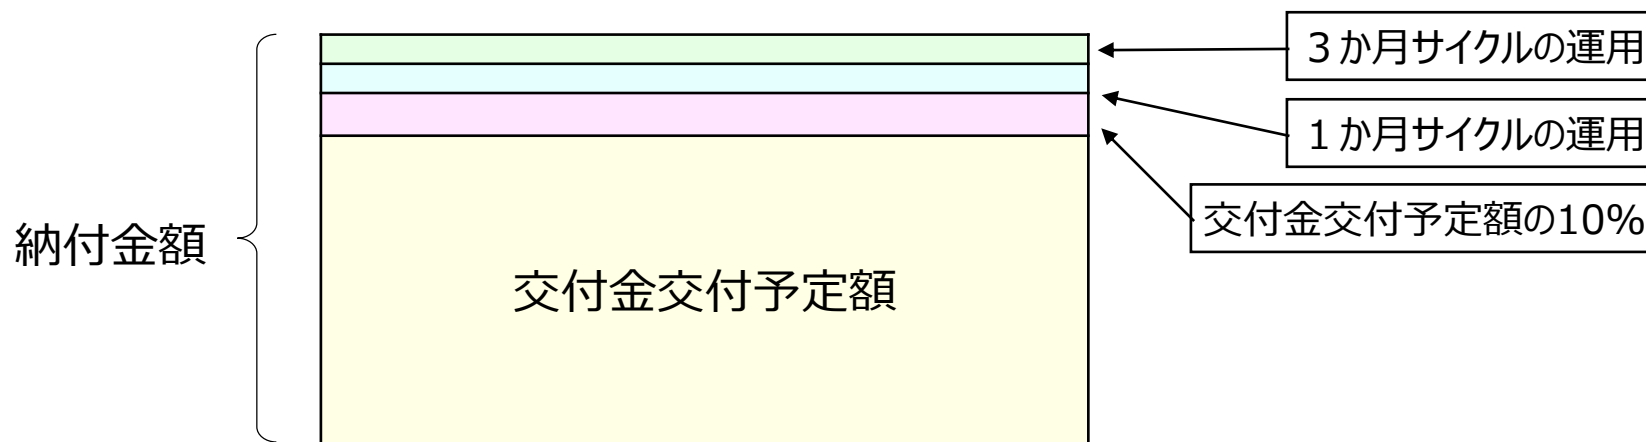 ３か月サイクルの運用
１か月サイクルの運用
交付金交付予定額の10%
納付金額
交付金交付予定額